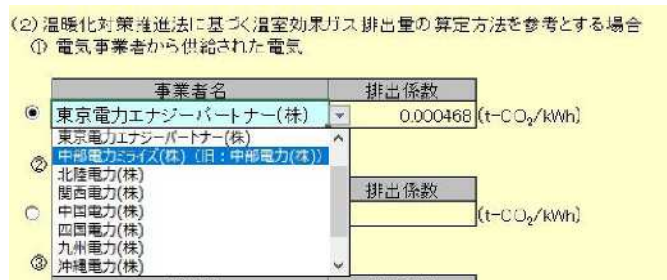 (2)温暖化対策推進法に基づく温室効果ガス排出量の算定方法を参考とする場合
① 電気事業者から供給された電気
事業者名 排出係数
東京電力エナジーパートナー(株) 0.000468 (t-CO₂/kWh)
東京電力エナジーパートナー(株)
中部電力ミライズ(株)(旧：中部電力(株))
②
北陸電力(株)
関西電力(株) 排出係数
中国電力(株) (t-CO₂/kWh)
四国電力(株)
九州電力(株)
③ 沖縄電力(株)